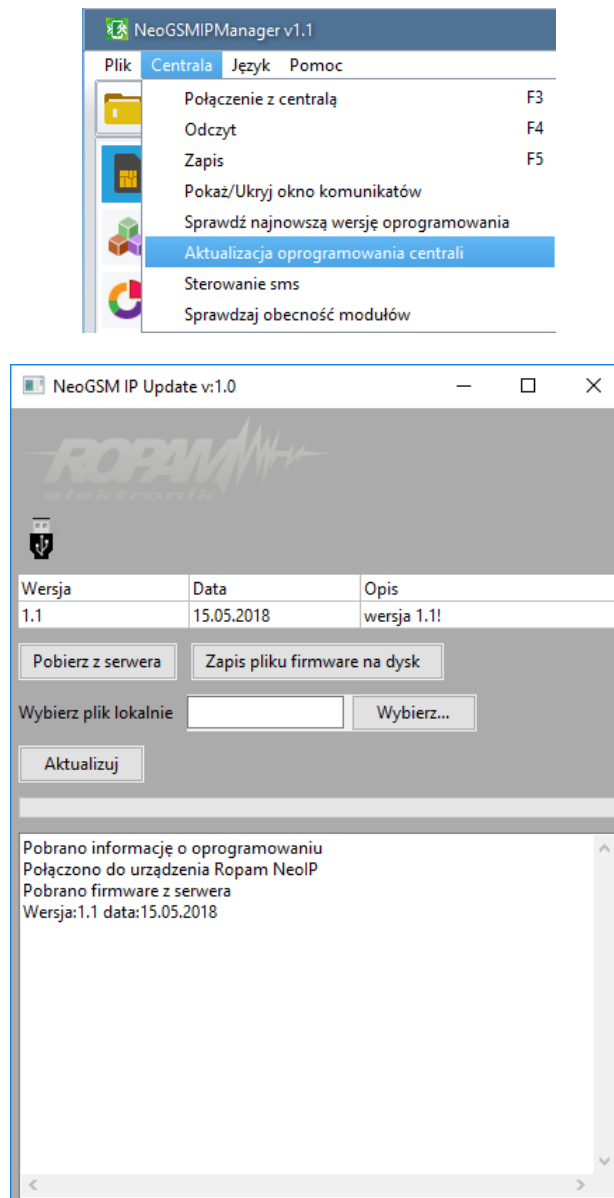 NeoGSMIPManager v1.1
Plik Centrala Język Pomoc
Połączenie z centralą F3
Odczyt F4
Zapis F5
Pokaż/Ukryj okno komunikatów
Sprawdź najnowszą wersję oprogramowania
Aktualizacja oprogramowania centrali
Sterowanie sms
Sprawdzaj obecność modułów
NeoGSM IP Update v:1.0
ROPAM
elektronik
Wersja Data Opis
1.1 15.05.2018 wersja 1.1!
Pobierz z serwera Zapis pliku firmware na dysk
Wybierz plik lokalnie Wybierz...
Aktualizuj
Pobrano informację o oprogramowaniu
Połączono do urządzenia Ropam NeoIP
Pobrano firmware z serwera
Wersja:1.1 data:15.05.2018